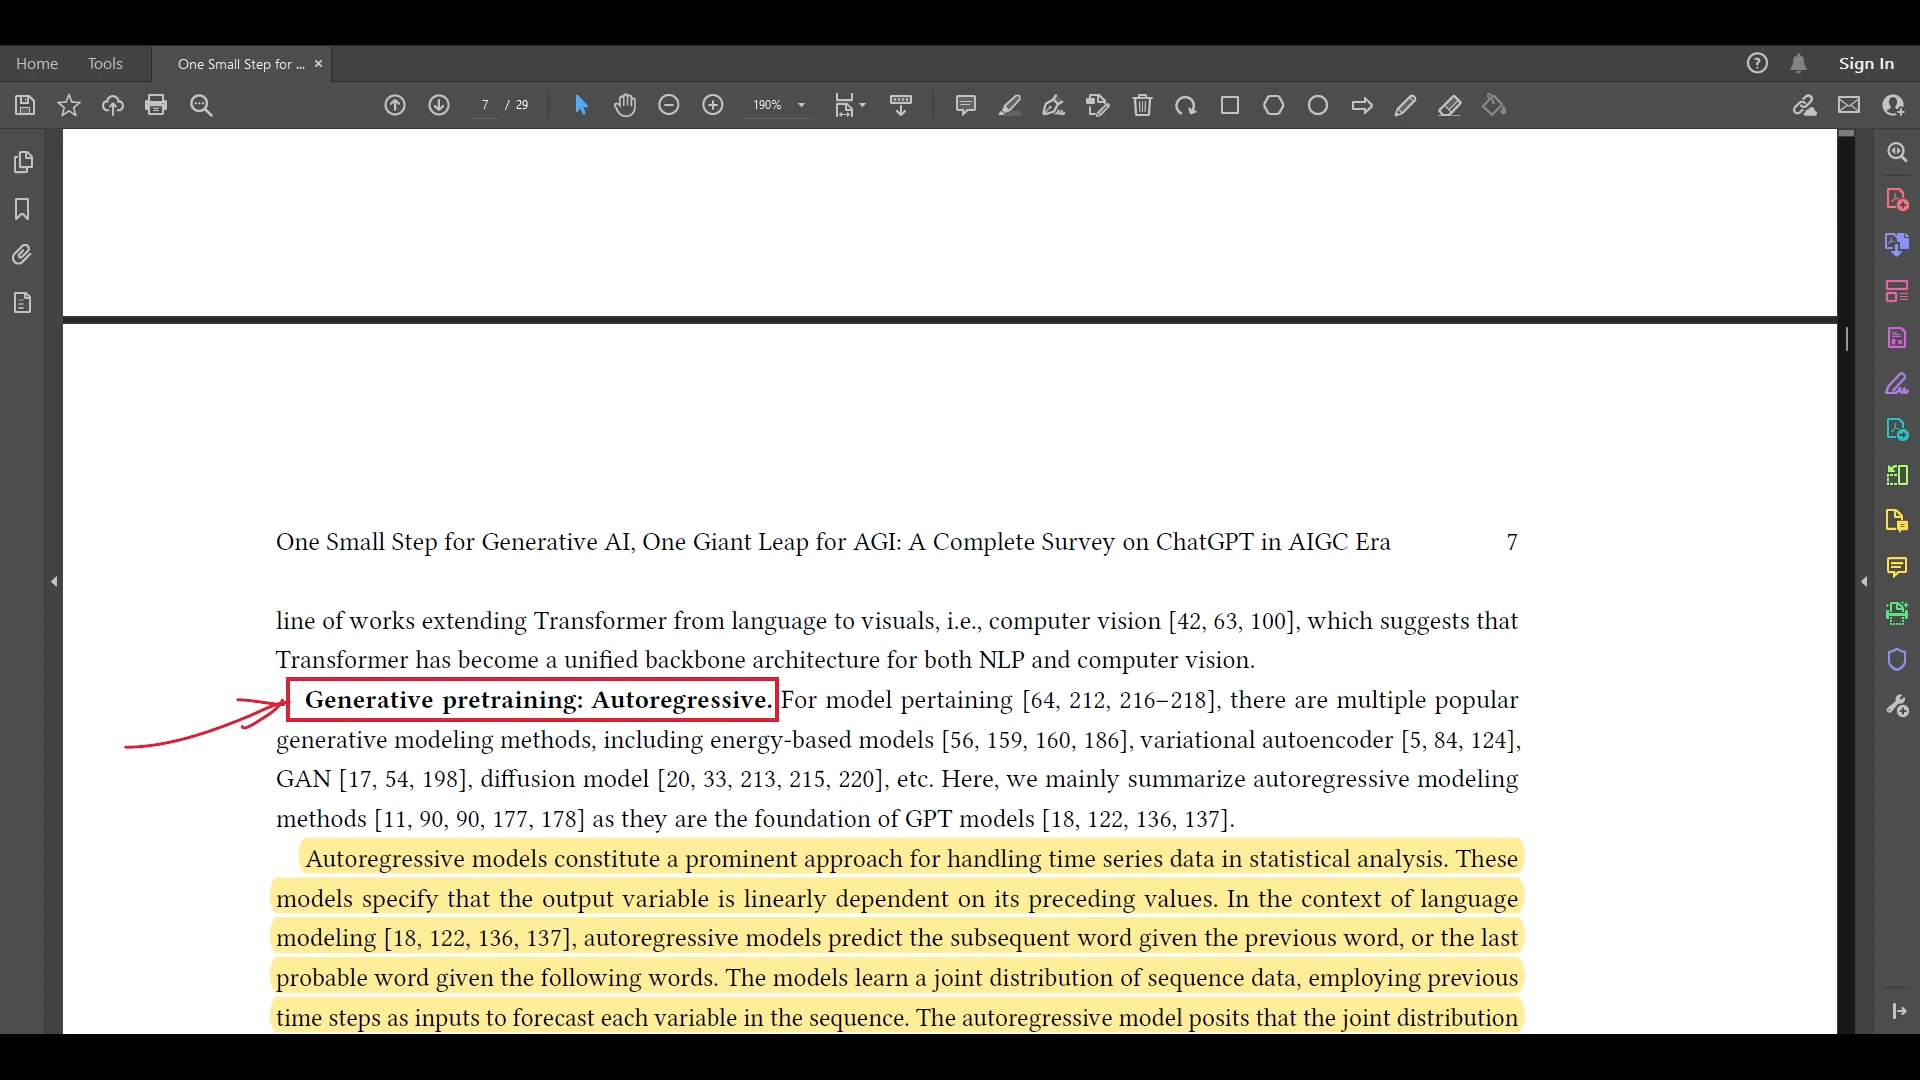 Home Tools One Small Step for ... × Sign In
7 / 29 190%
One Small Step for Generative AI, One Giant Leap for AGI: A Complete Survey on ChatGPT in AIGC Era 7
line of works extending Transformer from language to visuals, i.e., computer vision [42, 63, 100], which suggests that
Transformer has become a unified backbone architecture for both NLP and computer vision.
Generative pretraining: Autoregressive. For model pertaining [64, 212, 216–218], there are multiple popular
generative modeling methods, including energy-based models [56, 159, 160, 186], variational autoencoder [5, 84, 124],
GAN [17, 54, 198], diffusion model [20, 33, 213, 215, 220], etc. Here, we mainly summarize autoregressive modeling
methods [11, 90, 90, 177, 178] as they are the foundation of GPT models [18, 122, 136, 137].
Autoregressive models constitute a prominent approach for handling time series data in statistical analysis. These
models specify that the output variable is linearly dependent on its preceding values. In the context of language
modeling [18, 122, 136, 137], autoregressive models predict the subsequent word given the previous word, or the last
probable word given the following words. The models learn a joint distribution of sequence data, employing previous
time steps as inputs to forecast each variable in the sequence. The autoregressive model posits that the joint distribution